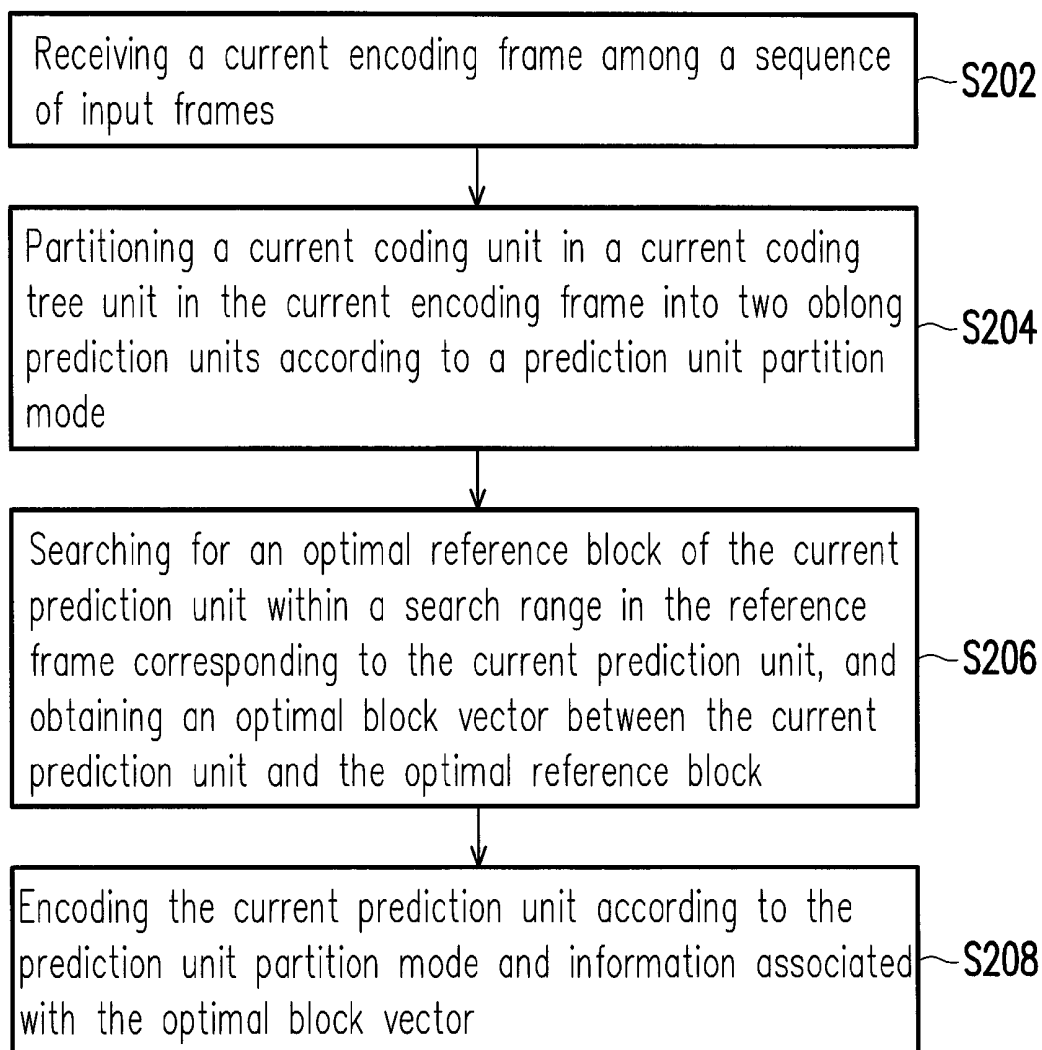 Receiving a current encoding frame among a sequence
of input frames
S202
Partitioning a current coding unit in a current coding
tree unit in the current encoding frame into two oblong
prediction units according to a prediction unit partition
mode
S204
Searching for an optimal reference block of the current
prediction unit within a search range in the reference
frame corresponding to the current prediction unit, and
obtaining an optimal block vector between the current
prediction unit and the optimal reference block
S206
Encoding the current prediction unit according to the
prediction unit partition mode and information associated
with the optimal block vector
S208